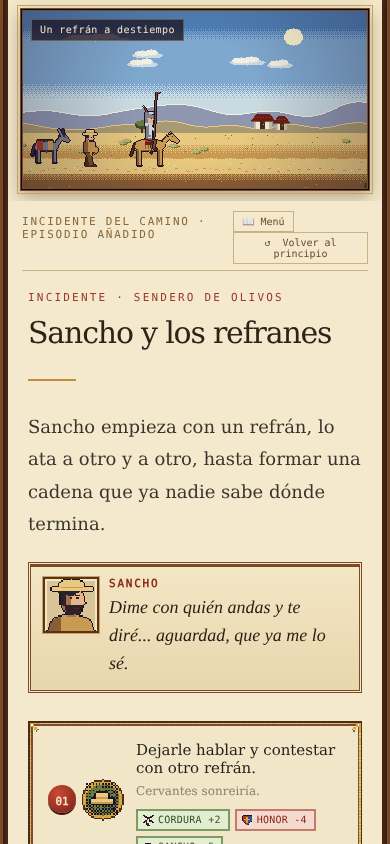 Un refrán a destiempo
INCIDENTE DEL CAMINO ·
EPISODIO AÑADIDO
Menú
↺ Volver al
principio
INCIDENTE · SENDERO DE OLIVOS
Sancho y los refranes
Sancho empieza con un refrán, lo
ata a otro y a otro, hasta formar una
cadena que ya nadie sabe dónde
termina.
SANCHO
Dime con quién andas y te
diré... aguardad, que ya me lo
sé.
01
Dejarle hablar y contestar
con otro refrán.
Cervantes sonreiría.
CORDURA +2
HONOR -4